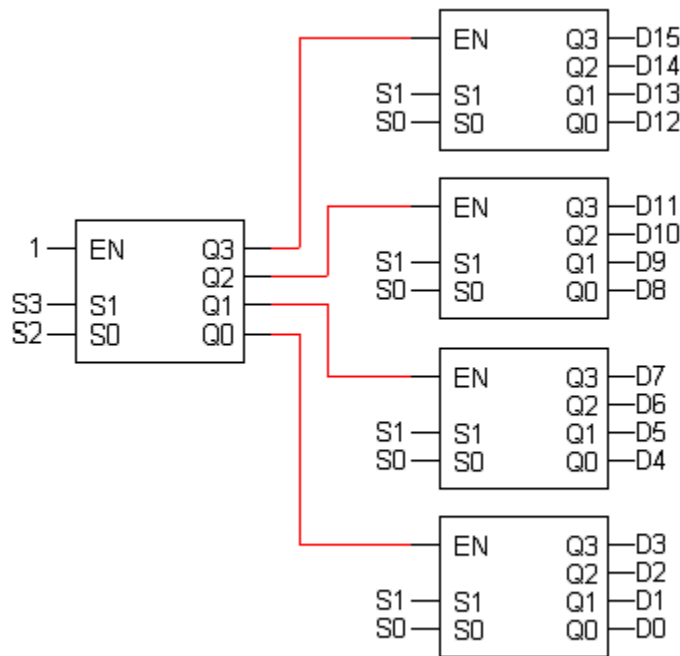 EN Q3 D15
Q2 D14
S1 S1 Q1 D13
S0 S0 Q0 D12
EN Q3 D11
Q2 D10
S1 S1 Q1 D9
S0 S0 Q0 D8
1 EN Q3
Q2
S3 S1 Q1
S2 S0 Q0
EN Q3 D7
Q2 D6
S1 S1 Q1 D5
S0 S0 Q0 D4
EN Q3 D3
Q2 D2
S1 S1 Q1 D1
S0 S0 Q0 D0